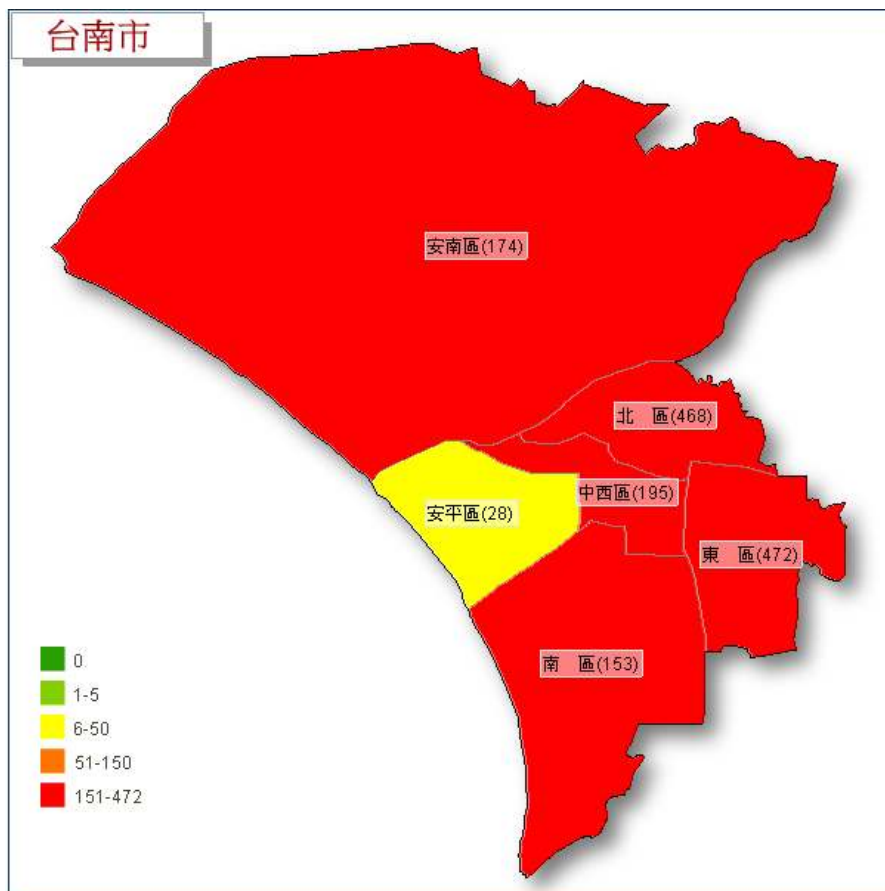 台南市
安南區(174)
北　區(468)
中西區(195)
安平區(28)
東　區(472)
南　區(153)
0
1-5
6-50
51-150
151-472